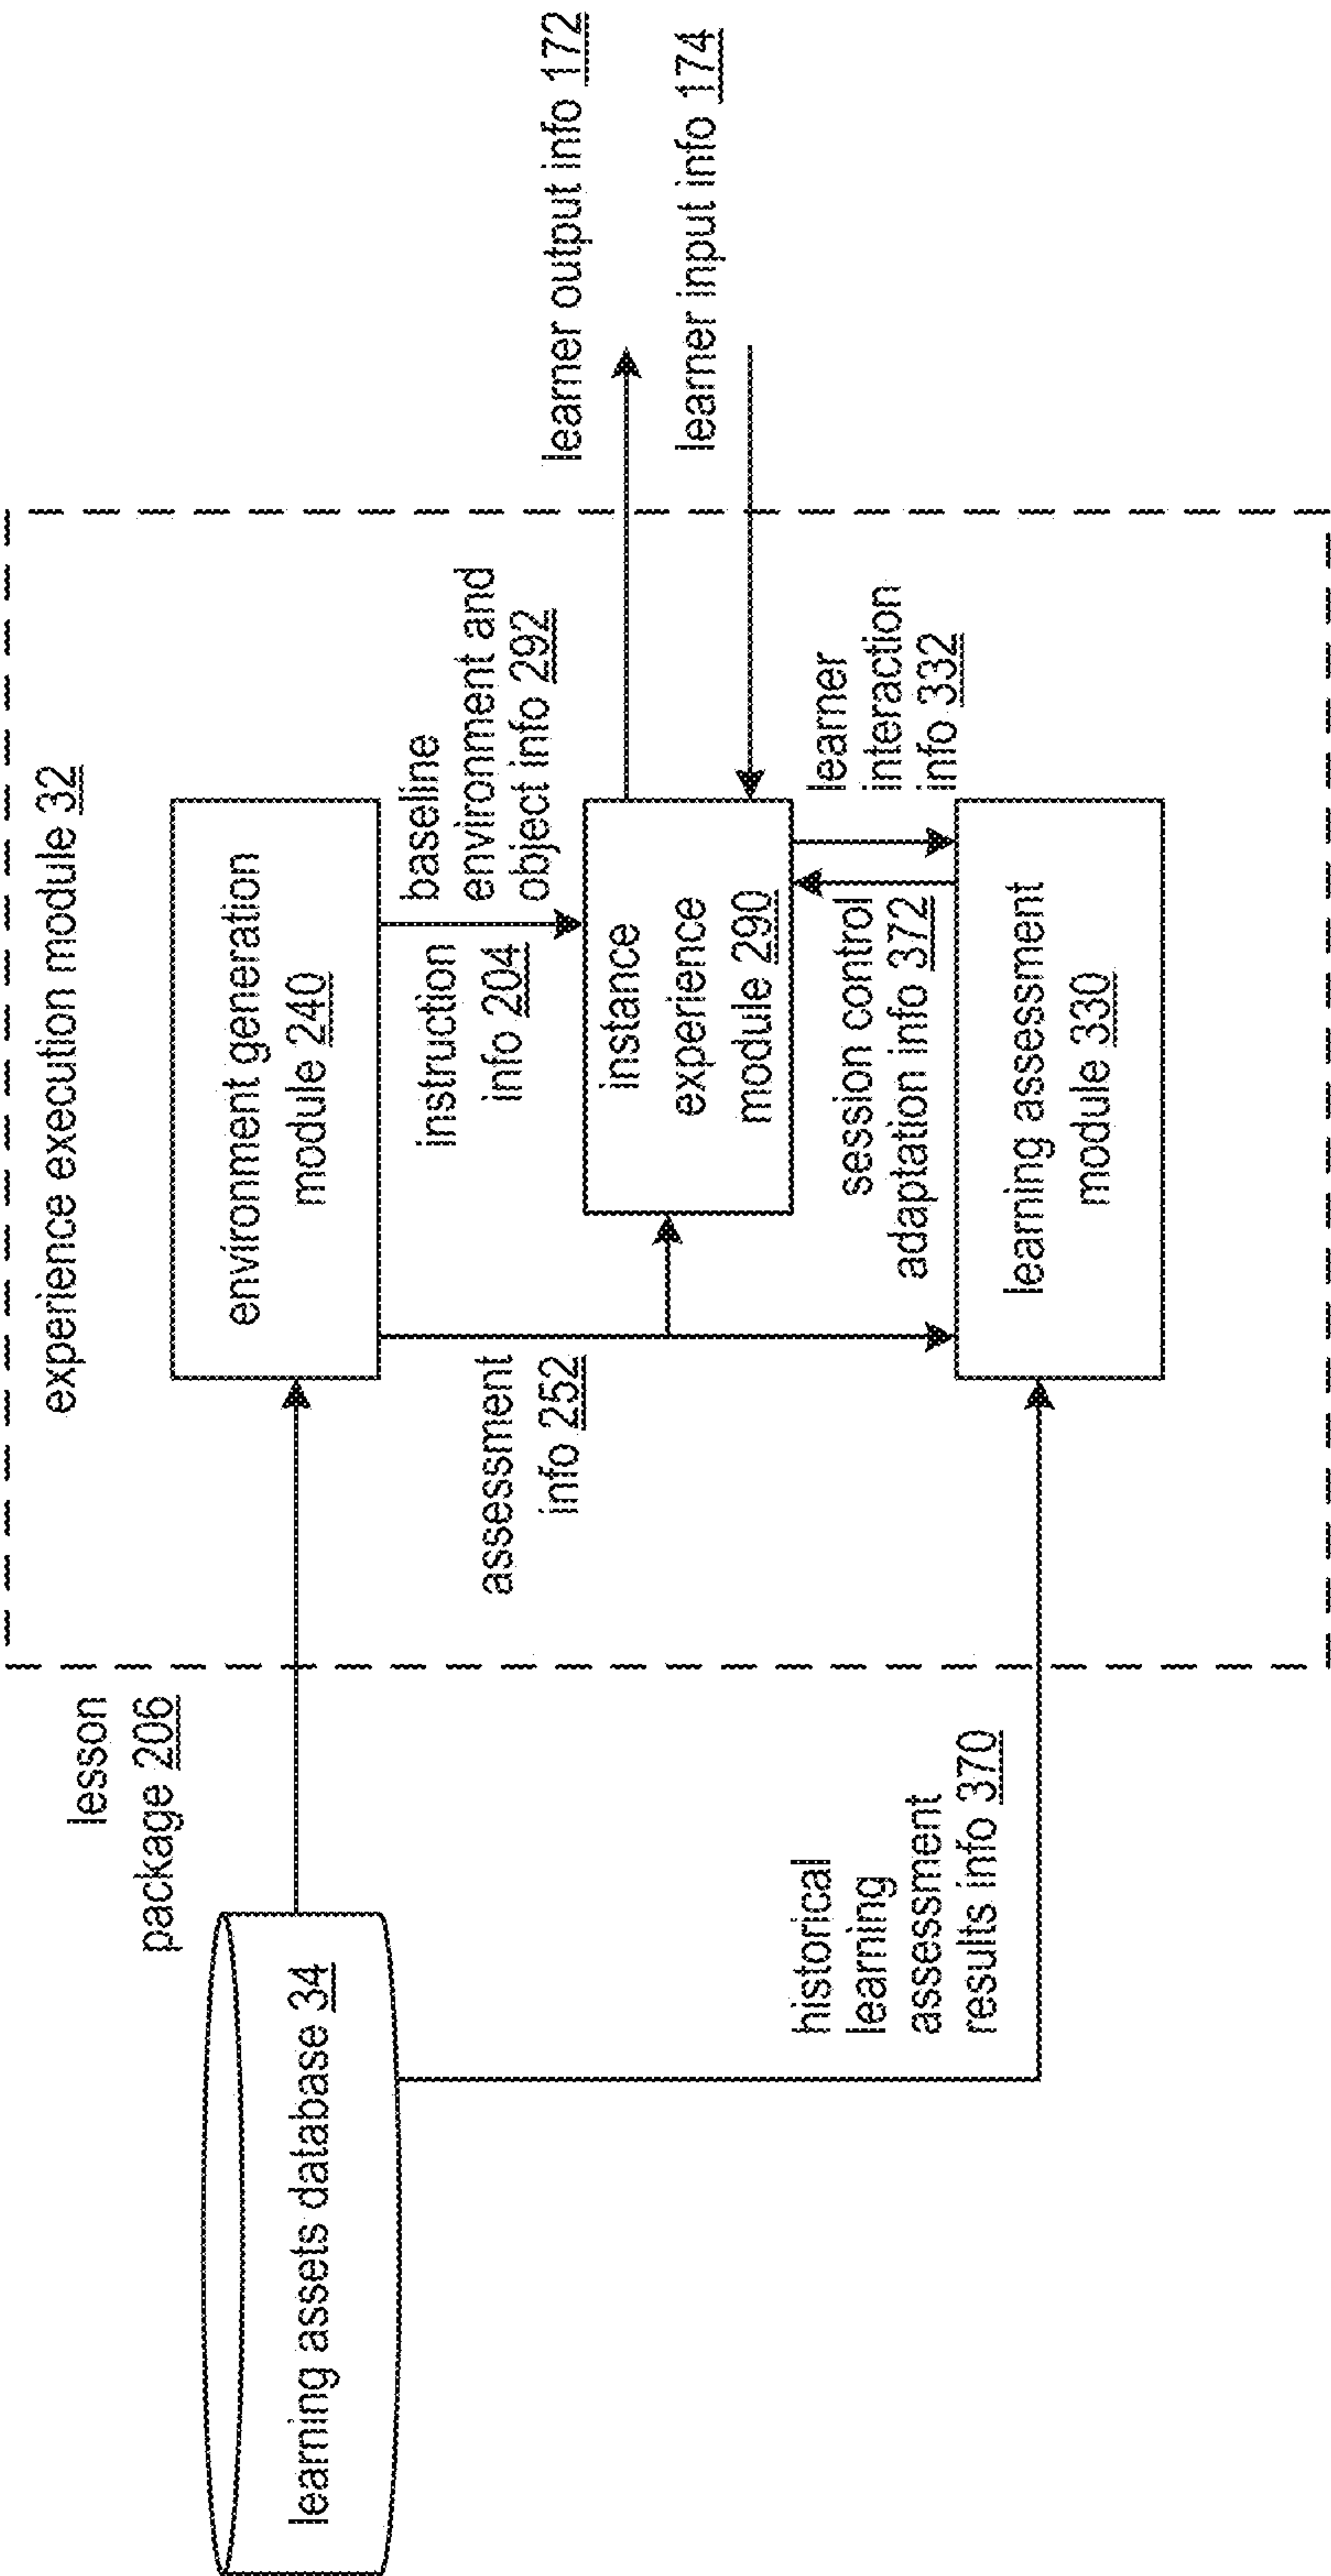 experience execution module 32
lesson
package 206
learning assets database 34
environment generation
module 240
assessment
info 252
instruction
info 204
baseline
environment and
object info 292
instance
experience
module 290
learner output info 172
learner input info 174
historical
learning
assessment
results info 370
session control
adaptation info 372
learner
interaction
info 332
learning assessment
module 330